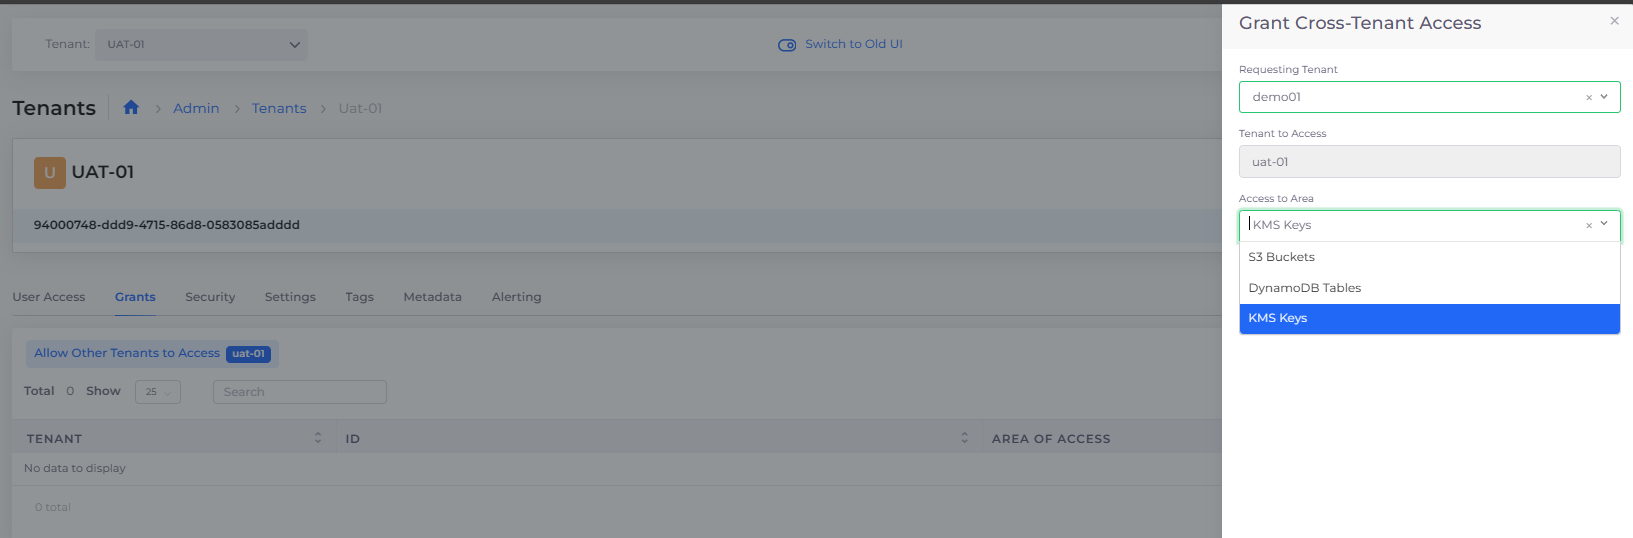 Tenant: UAT-01
Switch to Old UI
Tenants
Admin
Tenants
Uat-01
U UAT-01
94000748-ddd9-4715-86d8-0583085adddd
User Access Grants Security Settings Tags Metadata Alerting
Allow Other Tenants to Access uat-01
Total 0 Show 25 Search
TENANT ID AREA OF ACCESS
No data to display
0 total
Grant Cross-Tenant Access ×
Requesting Tenant
demo01 ×
Tenant to Access
uat-01
Access to Area
KMS Keys ×
S3 Buckets
DynamoDB Tables
KMS Keys